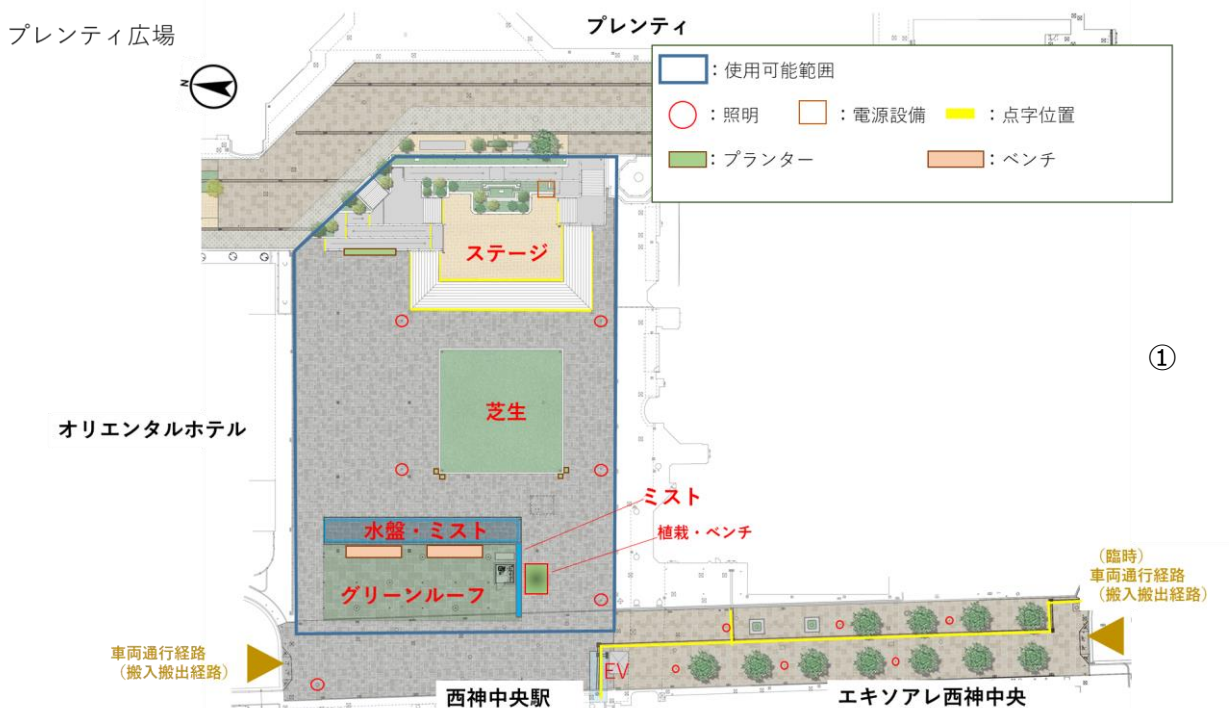 プレンティ広場
プレンティ
N
：使用可能範囲
：照明
：電源設備
：点字位置
：プランター
：ベンチ
ステージ
①
芝生
オリエンタルホテル
ミスト
水盤・ミスト
植栽・ベンチ
グリーンルーフ
（臨時）
車両通行経路
（搬入搬出経路）
車両通行経路
（搬入搬出経路）
EV
西神中央駅
エキソアレ西神中央